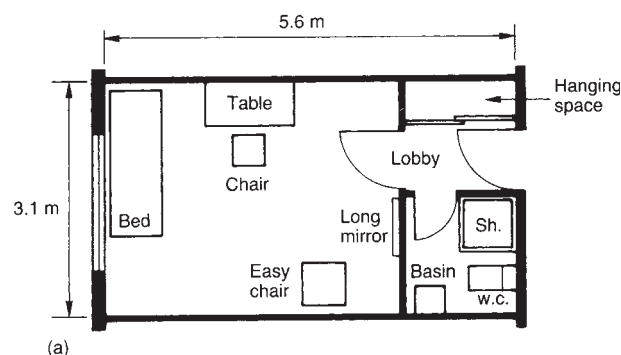 5.6 m
Hanging
space
Table
Lobby
Chair
3.1 m
Bed
Long
mirror
Sh.
Easy
chair
Basin
w.c.
(a)